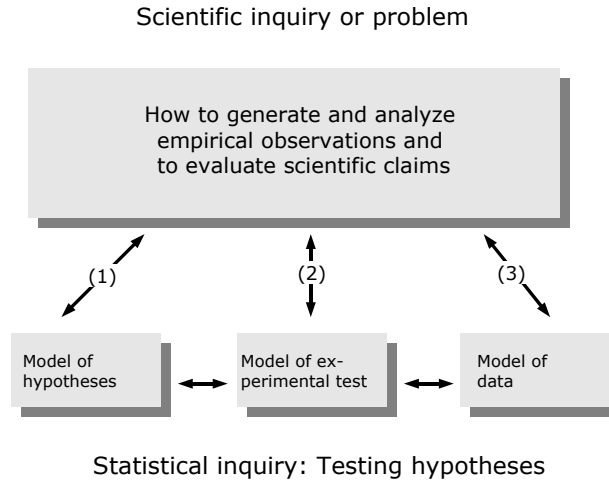 Scientific inquiry or problem
How to generate and analyze
empirical observations and
to evaluate scientific claims
(1)
(2)
(3)
Model of
hypotheses
Model of ex-
perimental test
Model of
data
Statistical inquiry: Testing hypotheses